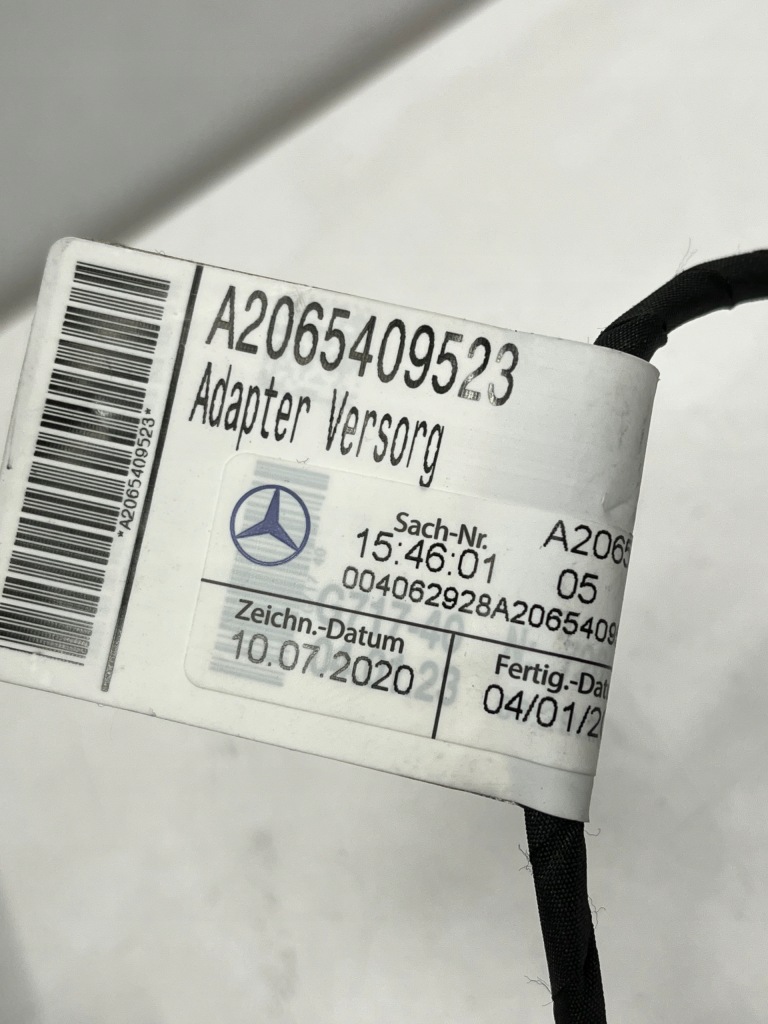 A2065409523
Adapter Versorg
*A2065409523*
Sach-Nr.
A2065
15:46:01
05
004062928A2065409
Zeichn.-Datum
10.07.2020
Fertig.-Dat
04/01/2